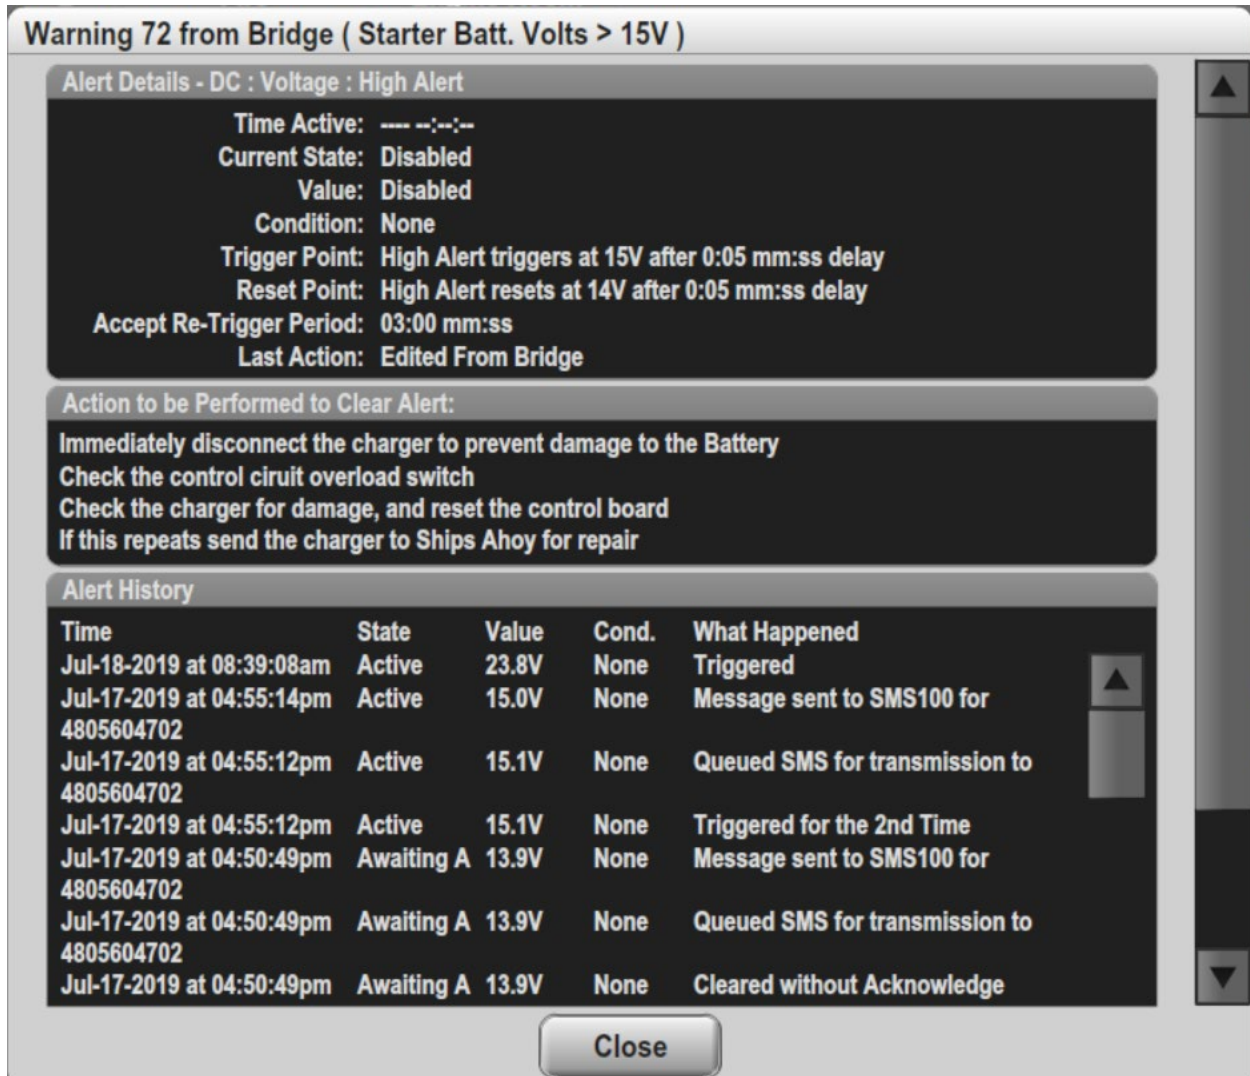 Warning 72 from Bridge ( Starter Batt. Volts > 15V )
Alert Details - DC : Voltage : High Alert
Time Active: ---- --:--:--
Current State: Disabled
Value: Disabled
Condition: None
Trigger Point: High Alert triggers at 15V after 0:05 mm:ss delay
Reset Point: High Alert resets at 14V after 0:05 mm:ss delay
Accept Re-Trigger Period: 03:00 mm:ss
Last Action: Edited From Bridge
Action to be Performed to Clear Alert:
Immediately disconnect the charger to prevent damage to the Battery
Check the control ciruit overload switch
Check the charger for damage, and reset the control board
If this repeats send the charger to Ships Ahoy for repair
Alert History
Time State Value Cond. What Happened
Jul-18-2019 at 08:39:08am Active 23.8V None Triggered
Jul-17-2019 at 04:55:14pm Active 15.0V None Message sent to SMS100 for
4805604702
Jul-17-2019 at 04:55:12pm Active 15.1V None Queued SMS for transmission to
4805604702
Jul-17-2019 at 04:55:12pm Active 15.1V None Triggered for the 2nd Time
Jul-17-2019 at 04:50:49pm Awaiting A 13.9V None Message sent to SMS100 for
4805604702
Jul-17-2019 at 04:50:49pm Awaiting A 13.9V None Queued SMS for transmission to
4805604702
Jul-17-2019 at 04:50:49pm Awaiting A 13.9V None Cleared without Acknowledge
Close